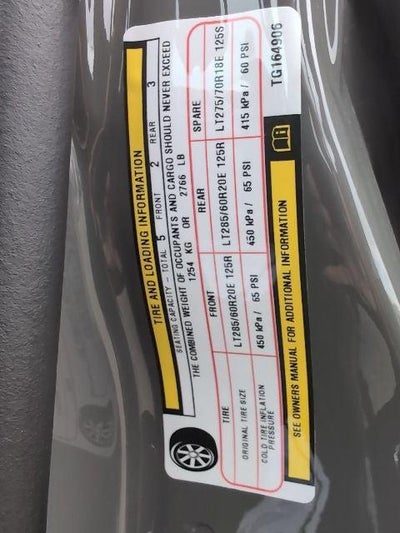 TIRE AND LOADING INFORMATION
SEATING CAPACITY - TOTAL 5 FRONT 2 REAR 3
THE COMBINED WEIGHT OF OCCUPANTS AND CARGO SHOULD NEVER EXCEED
1254 KG OR 2766 LB
TIRE FRONT REAR SPARE
ORIGINAL TIRE SIZE LT285/60R20E 125R LT285/60R20E 125R LT275/70R18E 125S
COLD TIRE INFLATION PRESSURE 450 kPa / 65 PSI 450 kPa / 65 PSI 415 kPa / 60 PSI
SEE OWNERS MANUAL FOR ADDITIONAL INFORMATION
TG164906